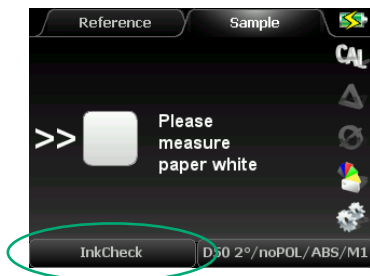 Reference Sample
CAL
>> Please
measure
paper white
InkCheck D50 2°/noPOL/ABS/M1